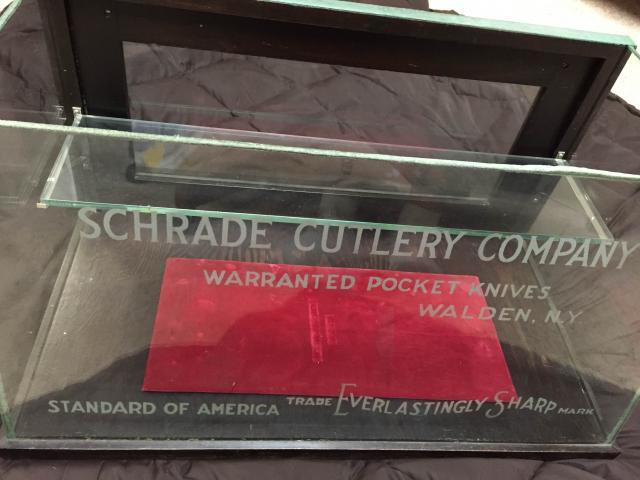 SCHRADE CUTLERY COMPANY
WARRANTED POCKET KNIVES
WALDEN, N.Y
STANDARD OF AMERICA TRADE EVERLASTINGLY SHARP MARK